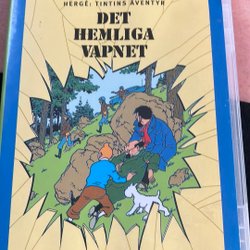 HERGÉ: TINTINS ÄVENTYR
DET
HEMLIGA
VAPNET